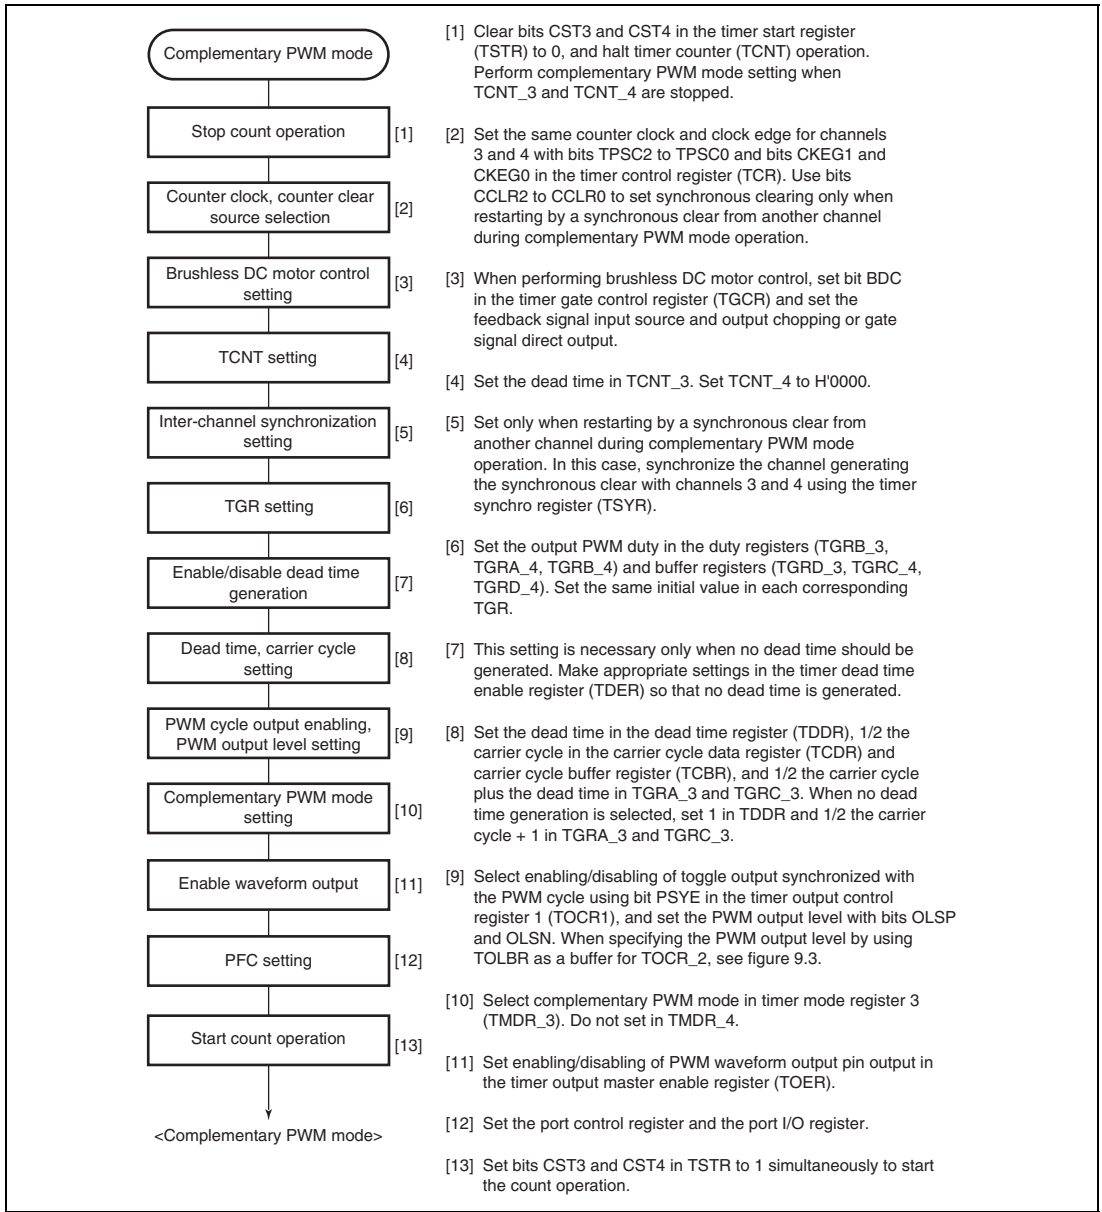 Complementary PWM mode
Stop count operation
[1]
Counter clock, counter clear
source selection
[2]
Brushless DC motor control
setting
[3]
TCNT setting
[4]
Inter-channel synchronization
setting
[5]
TGR setting
[6]
Enable/disable dead time
generation
[7]
Dead time, carrier cycle
setting
[8]
PWM cycle output enabling,
PWM output level setting
[9]
Complementary PWM mode
setting
[10]
Enable waveform output
[11]
PFC setting
[12]
Start count operation
[13]
<Complementary PWM mode>
[1] Clear bits CST3 and CST4 in the timer start register
(TSTR) to 0, and halt timer counter (TCNT) operation.
Perform complementary PWM mode setting when
TCNT_3 and TCNT_4 are stopped.
[2] Set the same counter clock and clock edge for channels
3 and 4 with bits TPSC2 to TPSC0 and bits CKEG1 and
CKEG0 in the timer control register (TCR). Use bits
CCLR2 to CCLR0 to set synchronous clearing only when
restarting by a synchronous clear from another channel
during complementary PWM mode operation.
[3] When performing brushless DC motor control, set bit BDC
in the timer gate control register (TGCR) and set the
feedback signal input source and output chopping or gate
signal direct output.
[4] Set the dead time in TCNT_3. Set TCNT_4 to H'0000.
[5] Set only when restarting by a synchronous clear from
another channel during complementary PWM mode
operation. In this case, synchronize the channel generating
the synchronous clear with channels 3 and 4 using the timer
synchro register (TSYR).
[6] Set the output PWM duty in the duty registers (TGRB_3,
TGRA_4, TGRB_4) and buffer registers (TGRD_3, TGRC_4,
TGRD_4). Set the same initial value in each corresponding
TGR.
[7] This setting is necessary only when no dead time should be
generated. Make appropriate settings in the timer dead time
enable register (TDER) so that no dead time is generated.
[8] Set the dead time in the dead time register (TDDR), 1/2 the
carrier cycle in the carrier cycle data register (TCDR) and
carrier cycle buffer register (TCBR), and 1/2 the carrier cycle
plus the dead time in TGRA_3 and TGRC_3. When no dead
time generation is selected, set 1 in TDDR and 1/2 the carrier
cycle + 1 in TGRA_3 and TGRC_3.
[9] Select enabling/disabling of toggle output synchronized with
the PWM cycle using bit PSYE in the timer output control
register 1 (TOCR1), and set the PWM output level with bits OLSP
and OLSN. When specifying the PWM output level by using
TOLBR as a buffer for TOCR_2, see figure 9.3.
[10] Select complementary PWM mode in timer mode register 3
(TMDR_3). Do not set in TMDR_4.
[11] Set enabling/disabling of PWM waveform output pin output in
the timer output master enable register (TOER).
[12] Set the port control register and the port I/O register.
[13] Set bits CST3 and CST4 in TSTR to 1 simultaneously to start
the count operation.